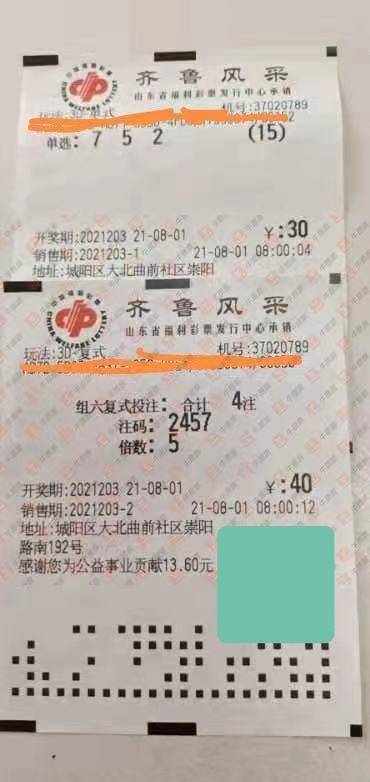 齐鲁风采
山东省福利彩票发行中心承销
玩法:3D-单式 机号:37020789
单选: 7 5 2 (15)
开奖期:2021203 21-08-01 ¥:30
销售期:2021203-1 21-08-01 08:00:04
地址:城阳区大北曲前社区崇阳
CHINA WELFARE LOTTERY
齐鲁风采
山东省福利彩票发行中心承销
玩法:3D-复式 机号:37020789
组六复式投注: 合计 4注
注码: 2457
倍数: 5
开奖期:2021203 21-08-01 ¥:40
销售期:2021203-2 21-08-01 08:00:12
地址:城阳区大北曲前社区崇阳
路南192号
感谢您为公益事业贡献13.60元